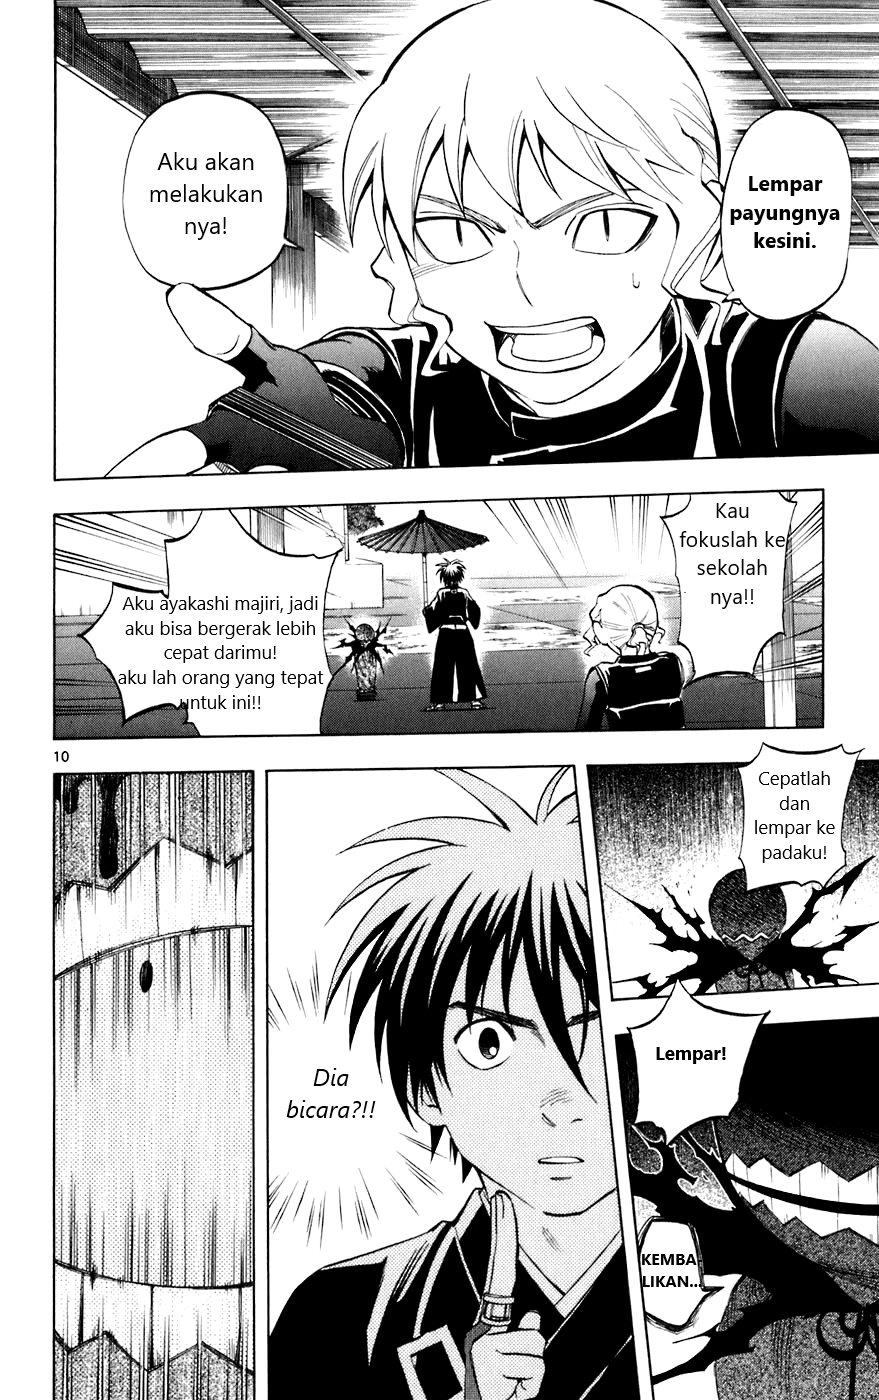 Lempar
payungnya
kesini.
Aku akan
melakukan
nya!
Kau
fokuslah ke
sekolah
nya!!
Aku ayakashi majiri, jadi
aku bisa bergerak lebih
cepat darimu!
aku lah orang yang tepat
untuk ini!!
10
Cepatlah
dan
lempar ke
padaku!
Lempar!
KEMBA
LIKAN...
Dia
bicara?!!